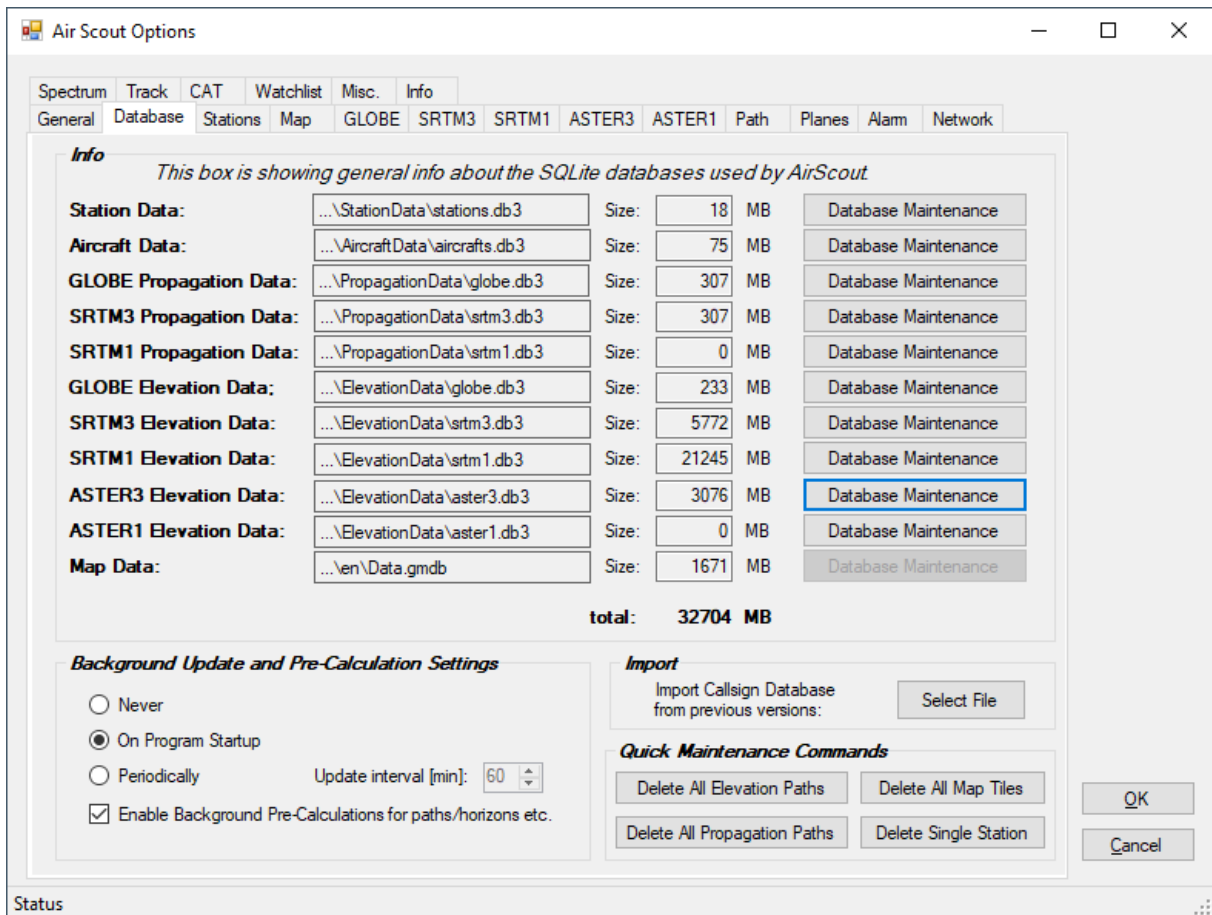 Air Scout Options
Spectrum Track CAT Watchlist Misc. Info
General Database Stations Map GLOBE SRTM3 SRTM1 ASTER3 ASTER1 Path Planes Alarm Network
Info
This box is showing general info about the SQLite databases used by AirScout.
Station Data: ...\StationData\stations.db3 Size: 18 MB Database Maintenance
Aircraft Data: ...\AircraftData\aircrafts.db3 Size: 75 MB Database Maintenance
GLOBE Propagation Data: ...\PropagationData\globe.db3 Size: 307 MB Database Maintenance
SRTM3 Propagation Data: ...\PropagationData\srtm3.db3 Size: 307 MB Database Maintenance
SRTM1 Propagation Data: ...\PropagationData\srtm1.db3 Size: 0 MB Database Maintenance
GLOBE Elevation Data; ...\ElevationData\globe.db3 Size: 233 MB Database Maintenance
SRTM3 Elevation Data: ...\ElevationData\srtm3.db3 Size: 5772 MB Database Maintenance
SRTM1 Elevation Data: ...\ElevationData\srtm1.db3 Size: 21245 MB Database Maintenance
ASTER3 Elevation Data: ...\ElevationData\aster3.db3 Size: 3076 MB Database Maintenance
ASTER1 Elevation Data: ...\ElevationData\aster1.db3 Size: 0 MB Database Maintenance
Map Data: ...\en\Data.gmdb Size: 1671 MB Database Maintenance
total: 32704 MB
Background Update and Pre-Calculation Settings
Never
On Program Startup
Periodically Update interval [min]: 60
Enable Background Pre-Calculations for paths/horizons etc.
Import
Import Callsign Database
from previous versions:
Select File
Quick Maintenance Commands
Delete All Elevation Paths Delete All Map Tiles
Delete All Propagation Paths Delete Single Station
OK
Cancel
Status